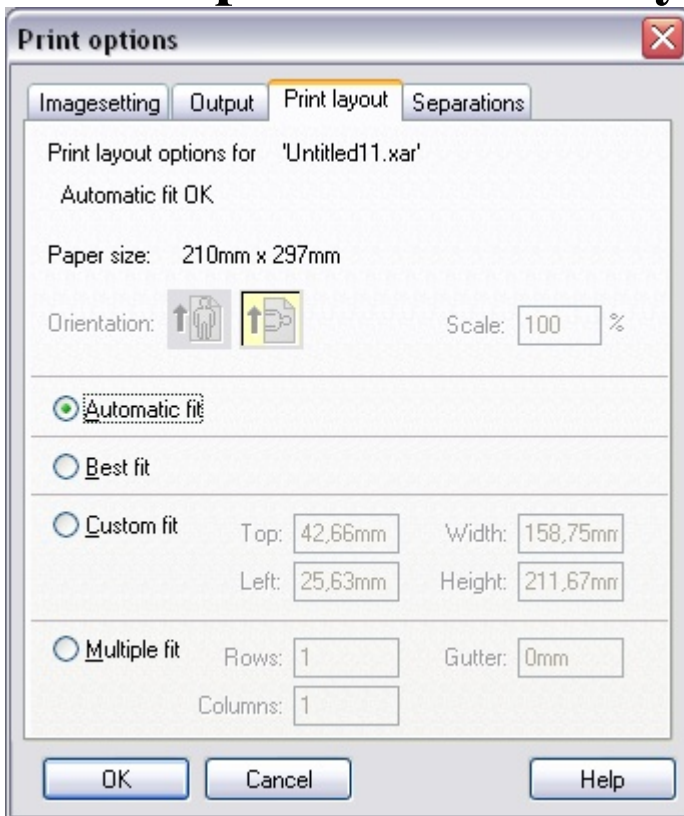 Print options
Imagesetting Output Print layout Separations
Print layout options for 'Untitled11.xar'
Automatic fit OK
Paper size: 210mm x 297mm
Orientation: Scale: 100 %
Automatic fit
Best fit
Custom fit Top: 42,66mm Width: 158,75mm
Left: 25,63mm Height: 211,67mm
Multiple fit Rows: 1 Gutter: 0mm
Columns: 1
OK Cancel Help